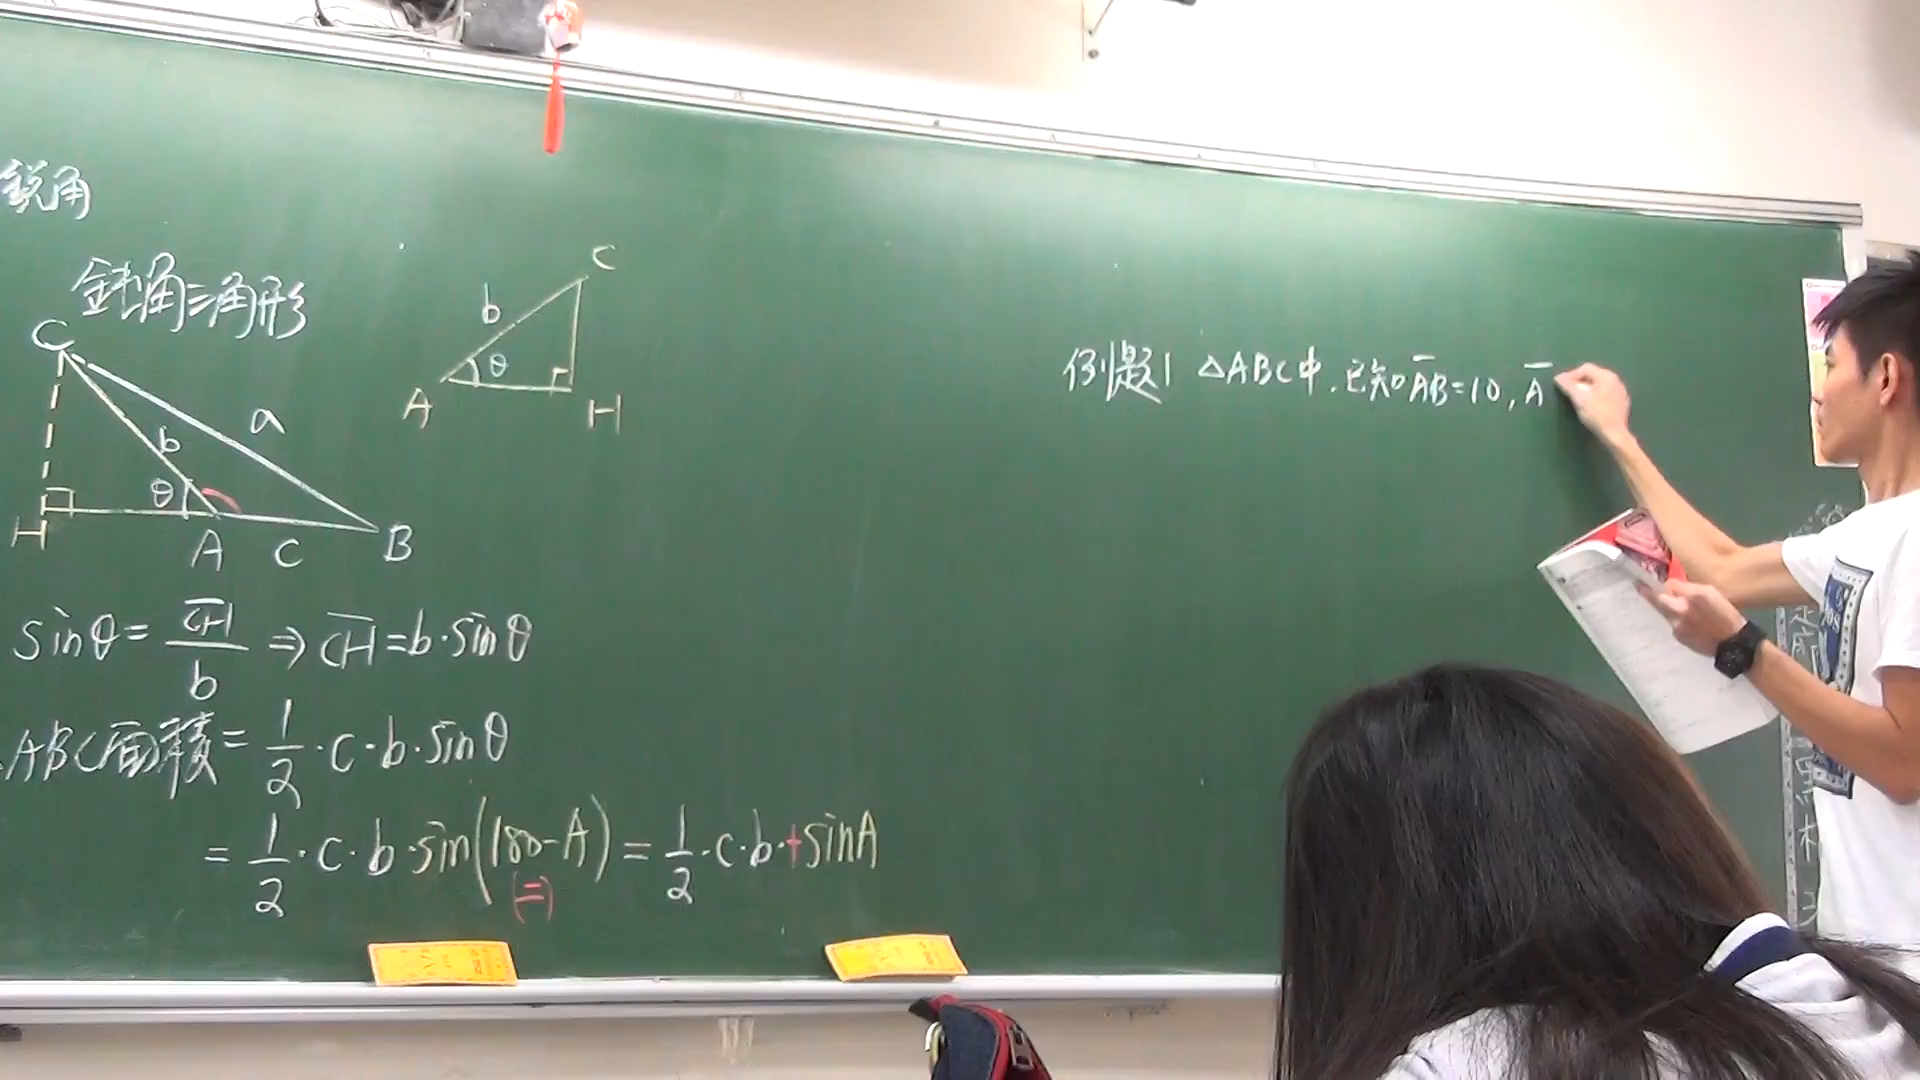 銳角
鈍角三角形
C
a
b
θ
H
A
C
B
C
b
θ
A
H
sinθ = CH / b ⇒ CH = b·sinθ
ABC面積 = 1/2 · c · b · sinθ
= 1/2 · c · b · sin(180-A) = 1/2 · c · b · + sinA
(二)
例題1 △ABC中.已知AB=10, A